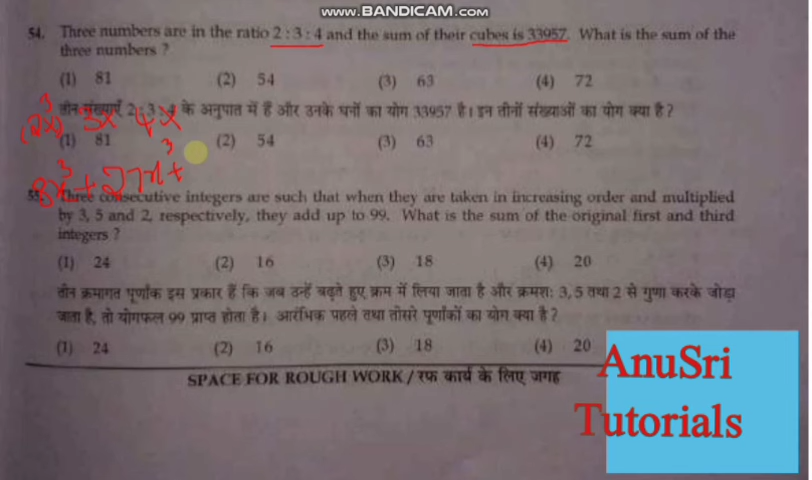 www.BANDICAM.com
54. Three numbers are in the ratio 2 : 3 : 4 and the sum of their cubes is 33957. What is the sum of the
three numbers ?
(1) 81 (2) 54 (3) 63 (4) 72
तीन संख्याएँ 2 : 3 : 4 के अनुपात में हैं और उनके घनों का योग 33957 है। इन तीनों संख्याओं का योग क्या है ?
(2x)³ 3x 4x
(1) 81 (2) 54 (3) 63 (4) 72
8x³ + 27x³ +
55. Three consecutive integers are such that when they are taken in increasing order and multiplied
by 3, 5 and 2, respectively, they add up to 99. What is the sum of the original first and third
integers ?
(1) 24 (2) 16 (3) 18 (4) 20
तीन क्रमागत पूर्णांक इस प्रकार हैं कि जब उन्हें बढ़ते हुए क्रम में लिया जाता है और क्रमशः 3, 5 तथा 2 से गुणा करके जोड़ा
जाता है, तो योगफल 99 प्राप्त होता है। आरंभिक पहले तथा तीसरे पूर्णांकों का योग क्या है ?
(1) 24 (2) 16 (3) 18 (4) 20
SPACE FOR ROUGH WORK / रफ कार्य के लिए जगह
AnuSri
Tutorials